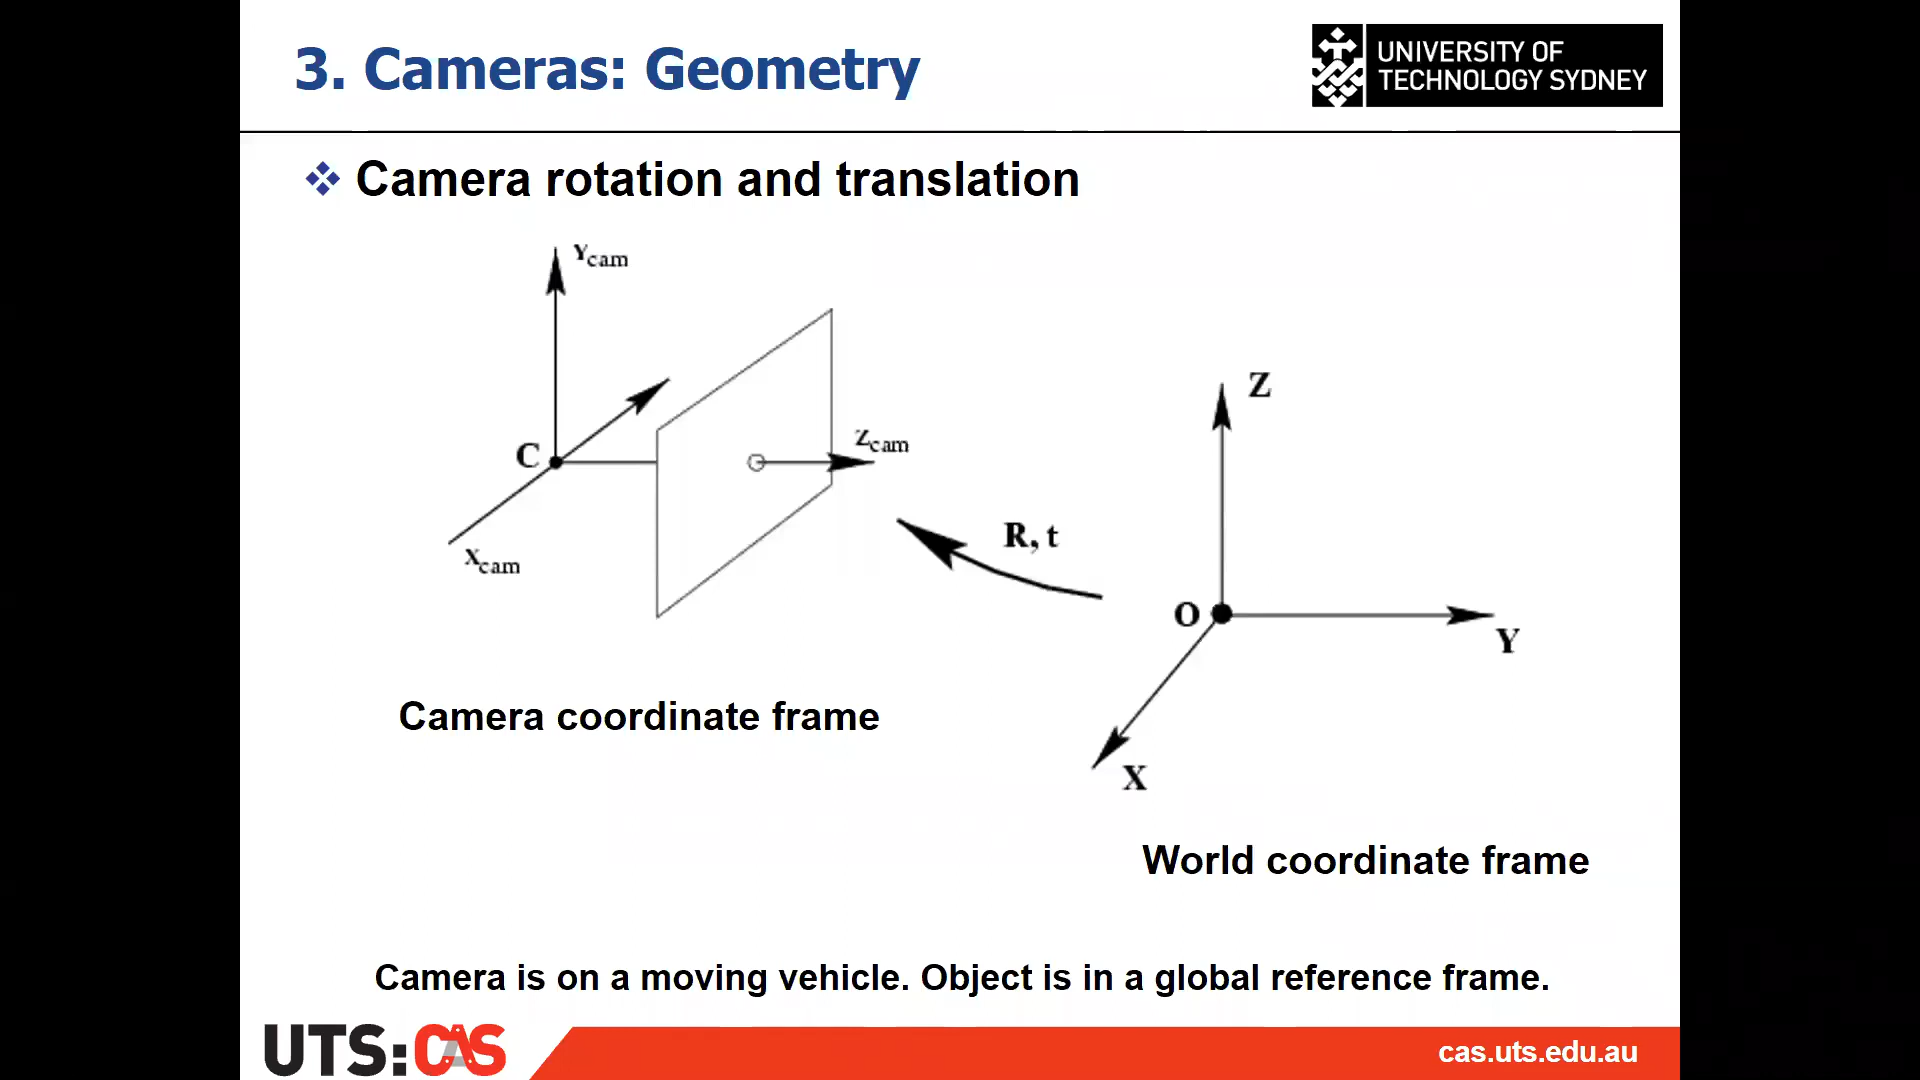 3. Cameras: Geometry
UNIVERSITY OF
TECHNOLOGY SYDNEY
❖ Camera rotation and translation
Ycam
C
Zcam
Xcam
R, t
Z
O
Y
X
Camera coordinate frame
World coordinate frame
Camera is on a moving vehicle. Object is in a global reference frame.
UTS:CAS
cas.uts.edu.au